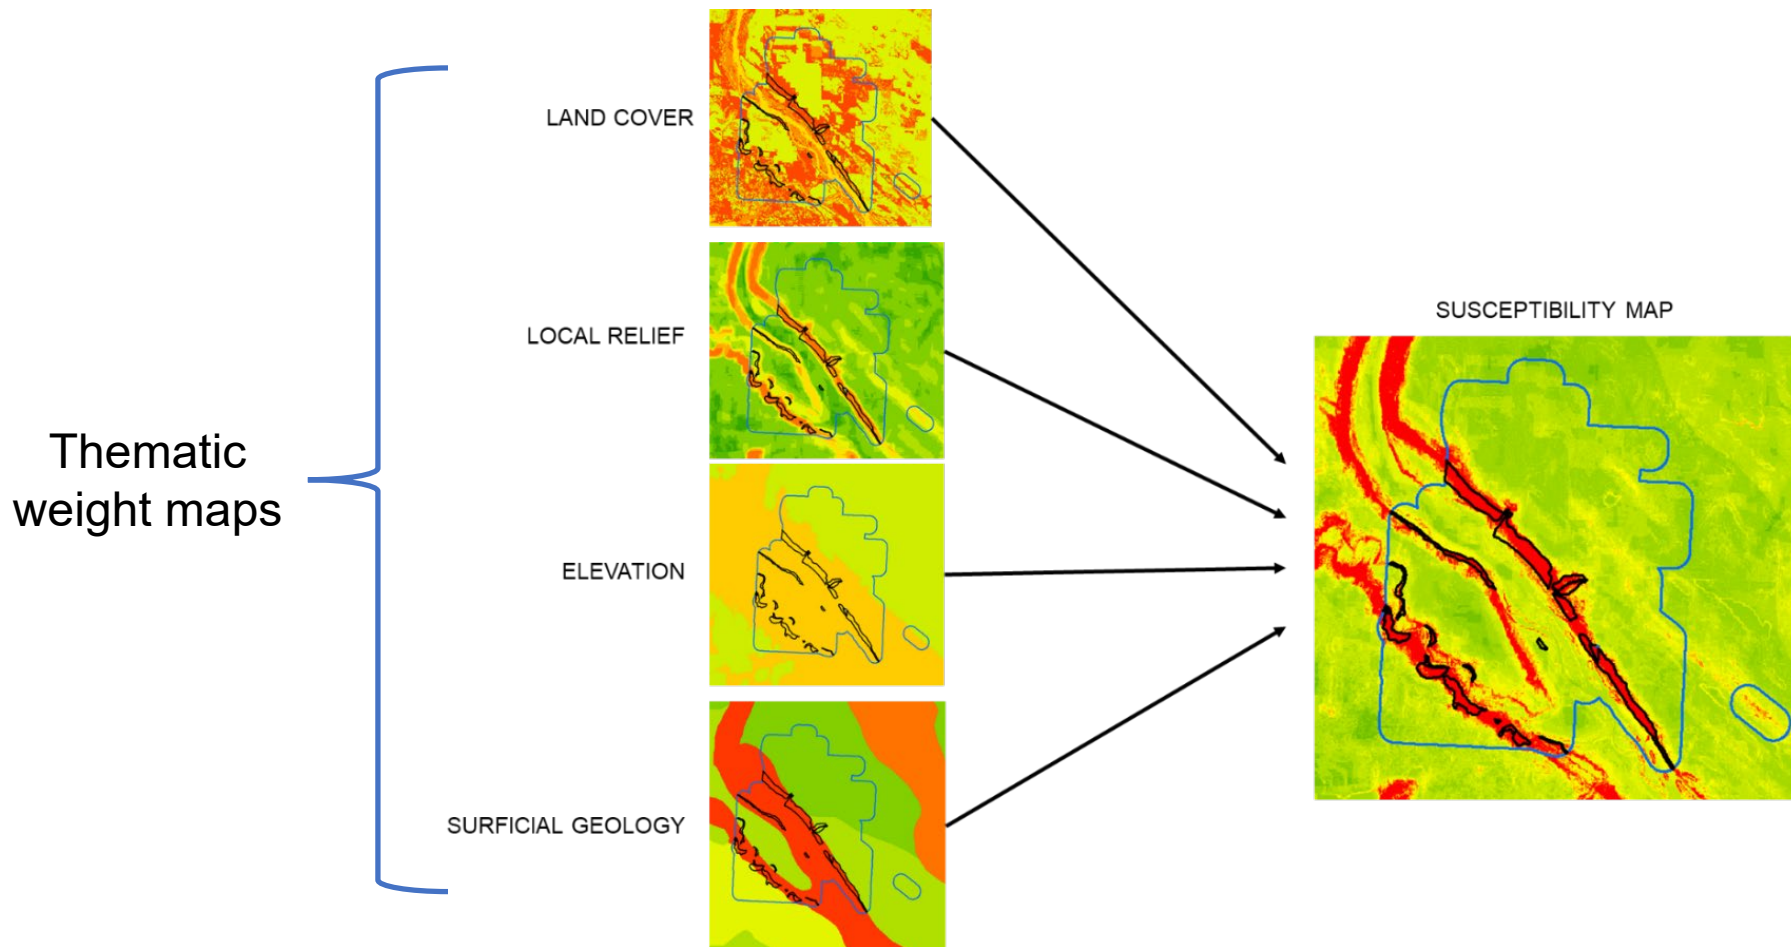 LAND COVER
LOCAL RELIEF
SUSCEPTIBILITY MAP
Thematic
weight maps
ELEVATION
SURFICIAL GEOLOGY